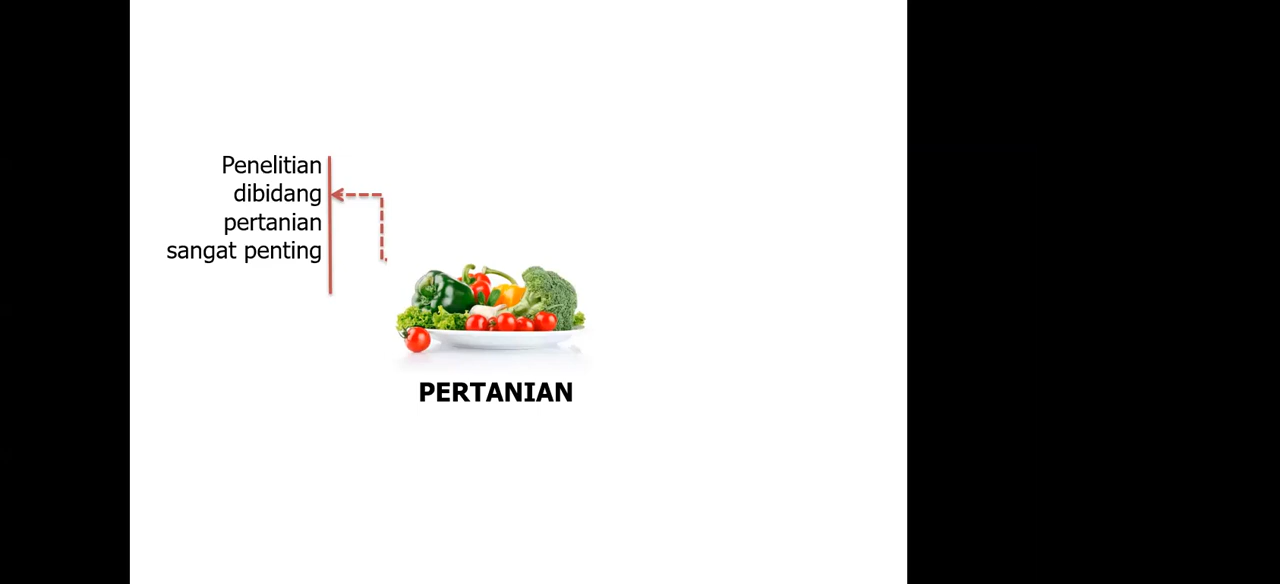 Penelitian
dibidang
pertanian
sangat penting
PERTANIAN